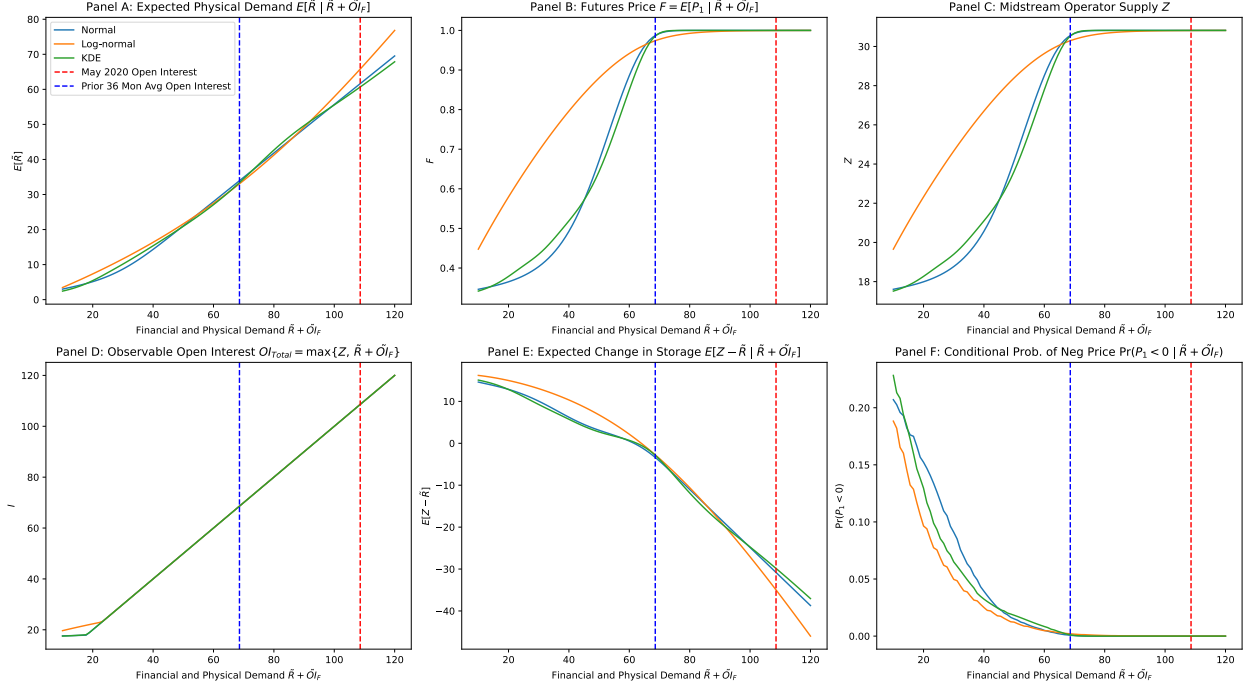 Panel A: Expected Physical Demand E[R̃ | R̃ + ÕI_F]
80
70
60
50
40
30
20
10
0
E[R̃]
Normal
Log-normal
KDE
May 2020 Open Interest
Prior 36 Mon Avg Open Interest
20 40 60 80 100 120
Financial and Physical Demand R̃ + ÕI_F
Panel B: Futures Price F = E[P₁ | R̃ + ÕI_F]
1.0
0.9
0.8
0.7
0.6
0.5
0.4
F
20 40 60 80 100 120
Financial and Physical Demand R̃ + ÕI_F
Panel C: Midstream Operator Supply Z
30
28
26
24
22
20
18
Z
20 40 60 80 100 120
Financial and Physical Demand R̃ + ÕI_F
Panel D: Observable Open Interest OI_Total = max{Z, R̃ + ÕI_F}
120
100
80
60
40
20
I
20 40 60 80 100 120
Financial and Physical Demand R̃ + ÕI_F
Panel E: Expected Change in Storage E[Z − R̃ | R̃ + ÕI_F]
10
0
−10
−20
−30
−40
E[Z − R̃]
20 40 60 80 100 120
Financial and Physical Demand R̃ + ÕI_F
Panel F: Conditional Prob. of Neg Price Pr(P₁ < 0 | R̃ + ÕI_F)
0.20
0.15
0.10
0.05
0.00
Pr(P₁ < 0)
20 40 60 80 100 120
Financial and Physical Demand R̃ + ÕI_F